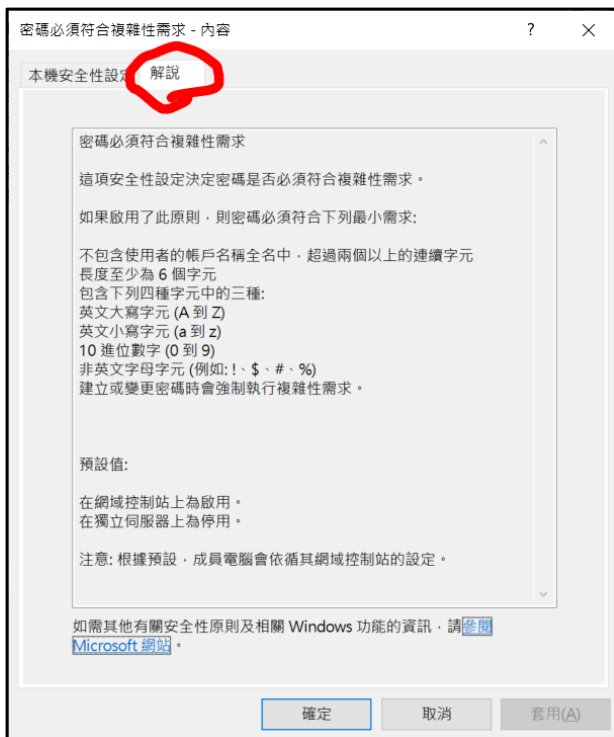 密碼必須符合複雜性需求 - 內容
?
本機安全性設定
解說
密碼必須符合複雜性需求
這項安全性設定決定密碼是否必須符合複雜性需求。
如果啟用了此原則，則密碼必須符合下列最小需求:
不包含使用者的帳戶名稱全名中，超過兩個以上的連續字元
長度至少為 6 個字元
包含下列四種字元中的三種:
英文大寫字元 (A 到 Z)
英文小寫字元 (a 到 z)
10 進位數字 (0 到 9)
非英文字母字元 (例如: !、$、#、%)
建立或變更密碼時會強制執行複雜性需求。
預設值:
在網域控制站上為啟用。
在獨立伺服器上為停用。
注意: 根據預設，成員電腦會依循其網域控制站的設定。
如需其他有關安全性原則及相關 Windows 功能的資訊，請參閱
Microsoft 網站。
確定
取消
套用(A)